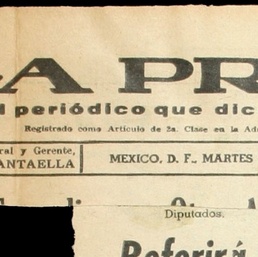 A PR
periódico que dic
Registrado como Artículo de 2a. Clase en la Ad
ral y Gerente,
ANTAELLA
MEXICO, D. F., MARTES
Diputados.
Referirá